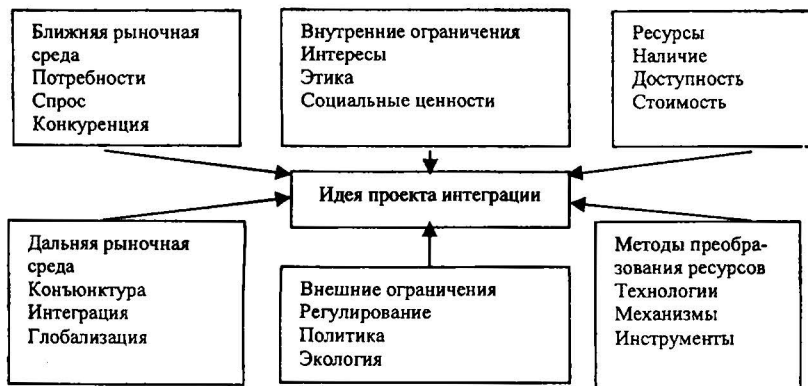 Ближняя рыночная
среда
Потребности
Спрос
Конкуренция
Внутренние ограничения
Интересы
Этика
Социальные ценности
Ресурсы
Наличие
Доступность
Стоимость
Идея проекта интеграции
Дальняя рыночная
среда
Конъюнктура
Интеграция
Глобализация
Внешние ограничения
Регулирование
Политика
Экология
Методы преобра-
зования ресурсов
Технологии
Механизмы
Инструменты